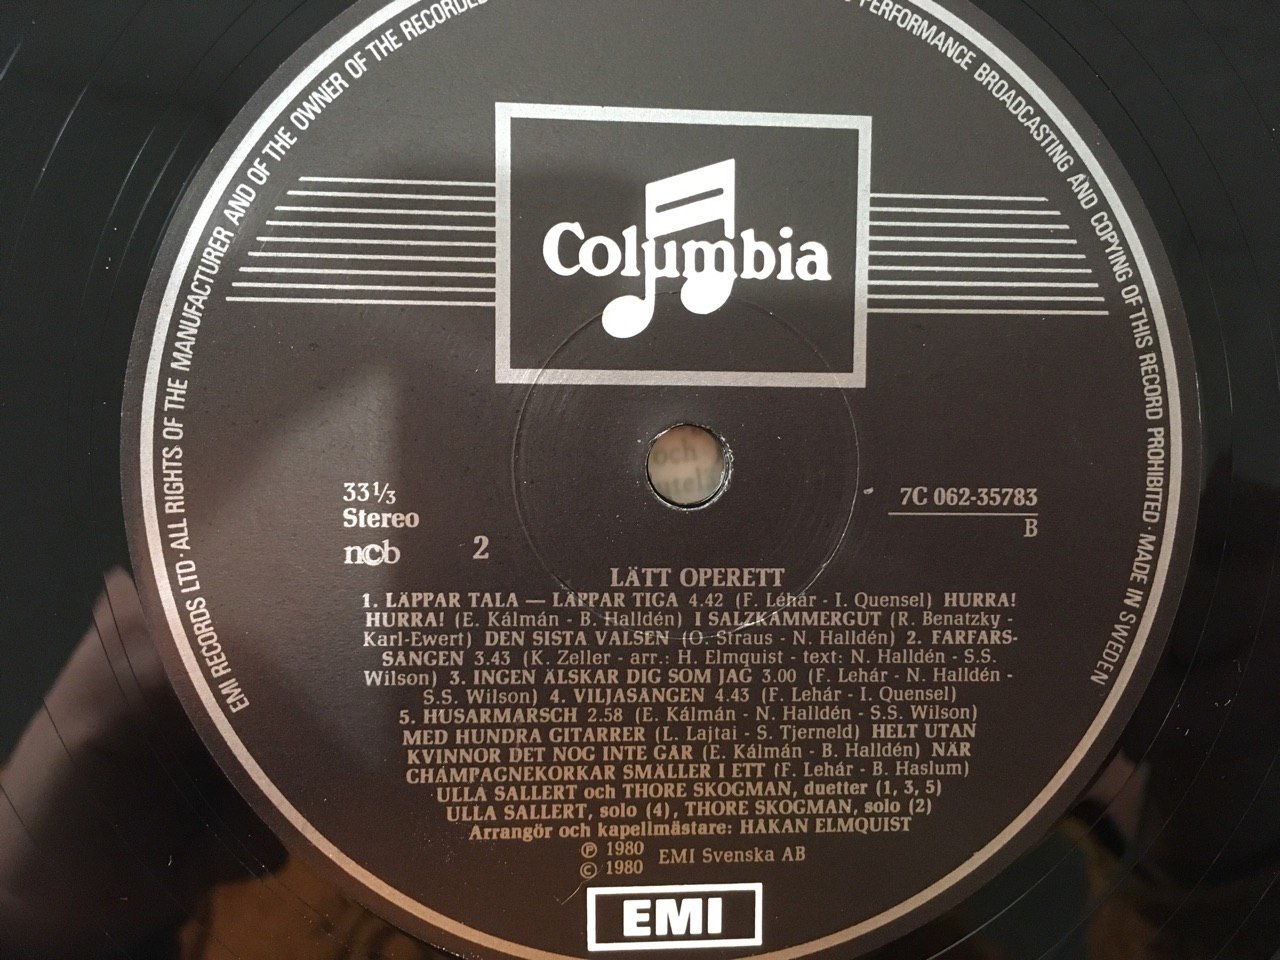 EMI RECORDS LTD · ALL RIGHTS OF THE MANUFACTURER AND OF THE OWNER OF THE RECORDED
PERFORMANCE BROADCASTING AND COPYING OF THIS RECORD PROHIBITED · MADE IN SWEDEN
Columbia
33⅓
Stereo
ncb
2
7C 062-35783
B
LÄTT OPERETT
1. LÄPPAR TALA — LÄPPAR TIGA 4.42 (F. Léhár - I. Quensel) HURRA!
HURRA! (E. Kálmán - B. Halldén) I SALZKAMMERGUT (R. Benatzky -
Karl-Ewert) DEN SISTA VALSEN (O. Straus - N. Halldén) 2. FARFARS-
SÅNGEN 3.43 (K. Zeller - arr.: H. Elmquist - text: N. Halldén - S.S.
Wilson) 3. INGEN ÄLSKAR DIG SOM JAG 3.00 (F. Lehár - N. Halldén -
S.S. Wilson) 4. VILJASÅNGEN 4.43 (F. Lehár - I. Quensel)
5. HUSARMARSCH 2.58 (E. Kálmán - N. Halldén - S.S. Wilson)
MED HUNDRA GITARRER (L. Lajtai - S. Tjerneld) HELT UTAN
KVINNOR DET NOG INTE GÅR (E. Kálmán - B. Halldén) NÄR
CHAMPAGNEKORKAR SMÄLLER I ETT (F. Lehár - B. Haslum)
ULLA SALLERT och THORE SKOGMAN, duetter (1, 3, 5)
ULLA SALLERT, solo (4), THORE SKOGMAN, solo (2)
Arrangör och kapellmästare: HÅKAN ELMQUIST
℗ 1980
© 1980 EMI Svenska AB
EMI
och